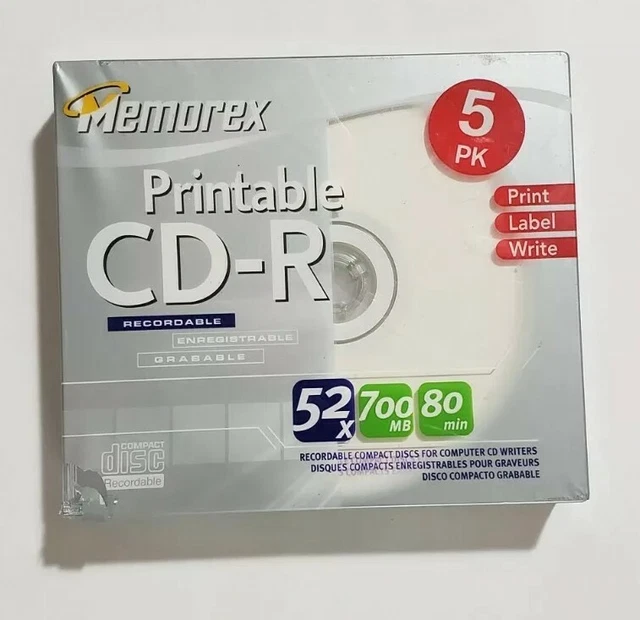 Memorex
5
PK
Printable
CD-R
Print
Label
Write
RECORDABLE
ENREGISTRABLE
GRABABLE
52x
700
MB
80
min
COMPACT
disc
Recordable
RECORDABLE COMPACT DISCS FOR COMPUTER CD WRITERS
DISQUES COMPACTS ENREGISTRABLES POUR GRAVEURS
DISCO COMPACTO GRABABLE